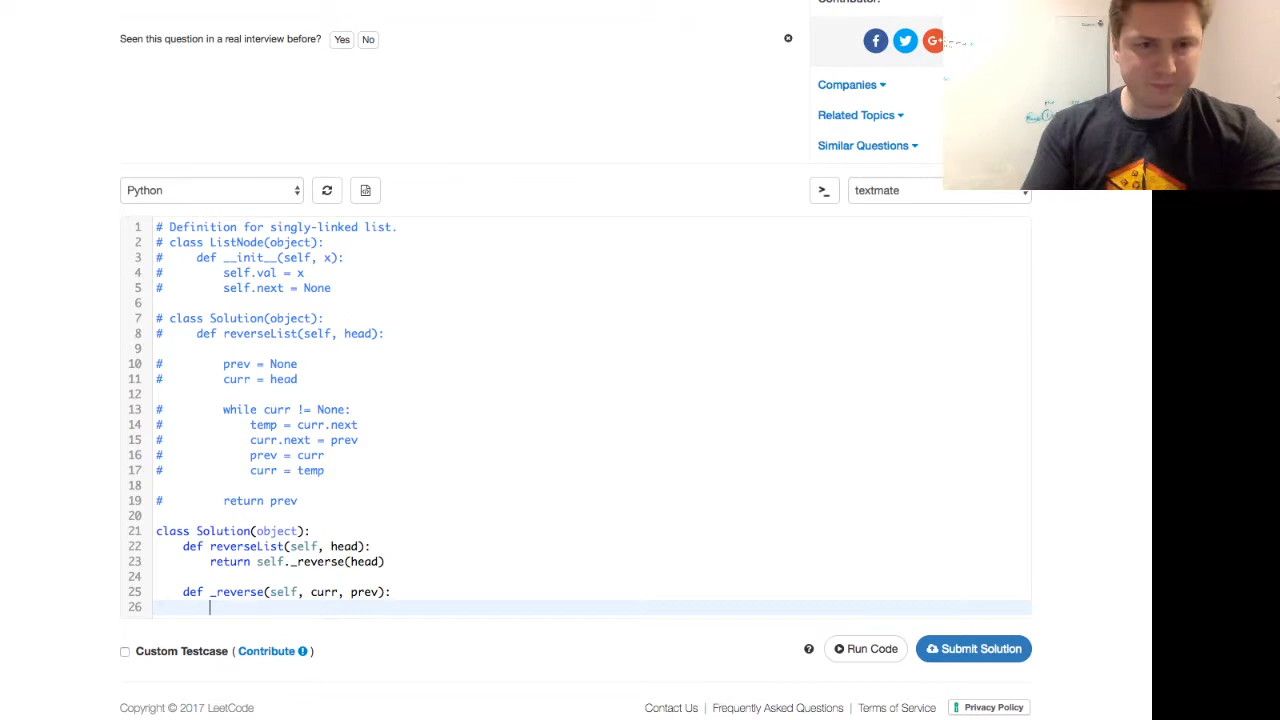 Contributor:
Seen this question in a real interview before? Yes No
Companies
Related Topics
Similar Questions
Python
>_
textmate
1 # Definition for singly-linked list.
2 # class ListNode(object):
3 #     def __init__(self, x):
4 #         self.val = x
5 #         self.next = None
6
7 # class Solution(object):
8 #     def reverseList(self, head):
9
10 #         prev = None
11 #         curr = head
12
13 #         while curr != None:
14 #             temp = curr.next
15 #             curr.next = prev
16 #             prev = curr
17 #             curr = temp
18
19 #         return prev
20
21 class Solution(object):
22     def reverseList(self, head):
23         return self._reverse(head)
24
25     def _reverse(self, curr, prev):
26
Custom Testcase ( Contribute )
Run Code
Submit Solution
Copyright © 2017 LeetCode
Contact Us | Frequently Asked Questions | Terms of Service
Privacy Policy